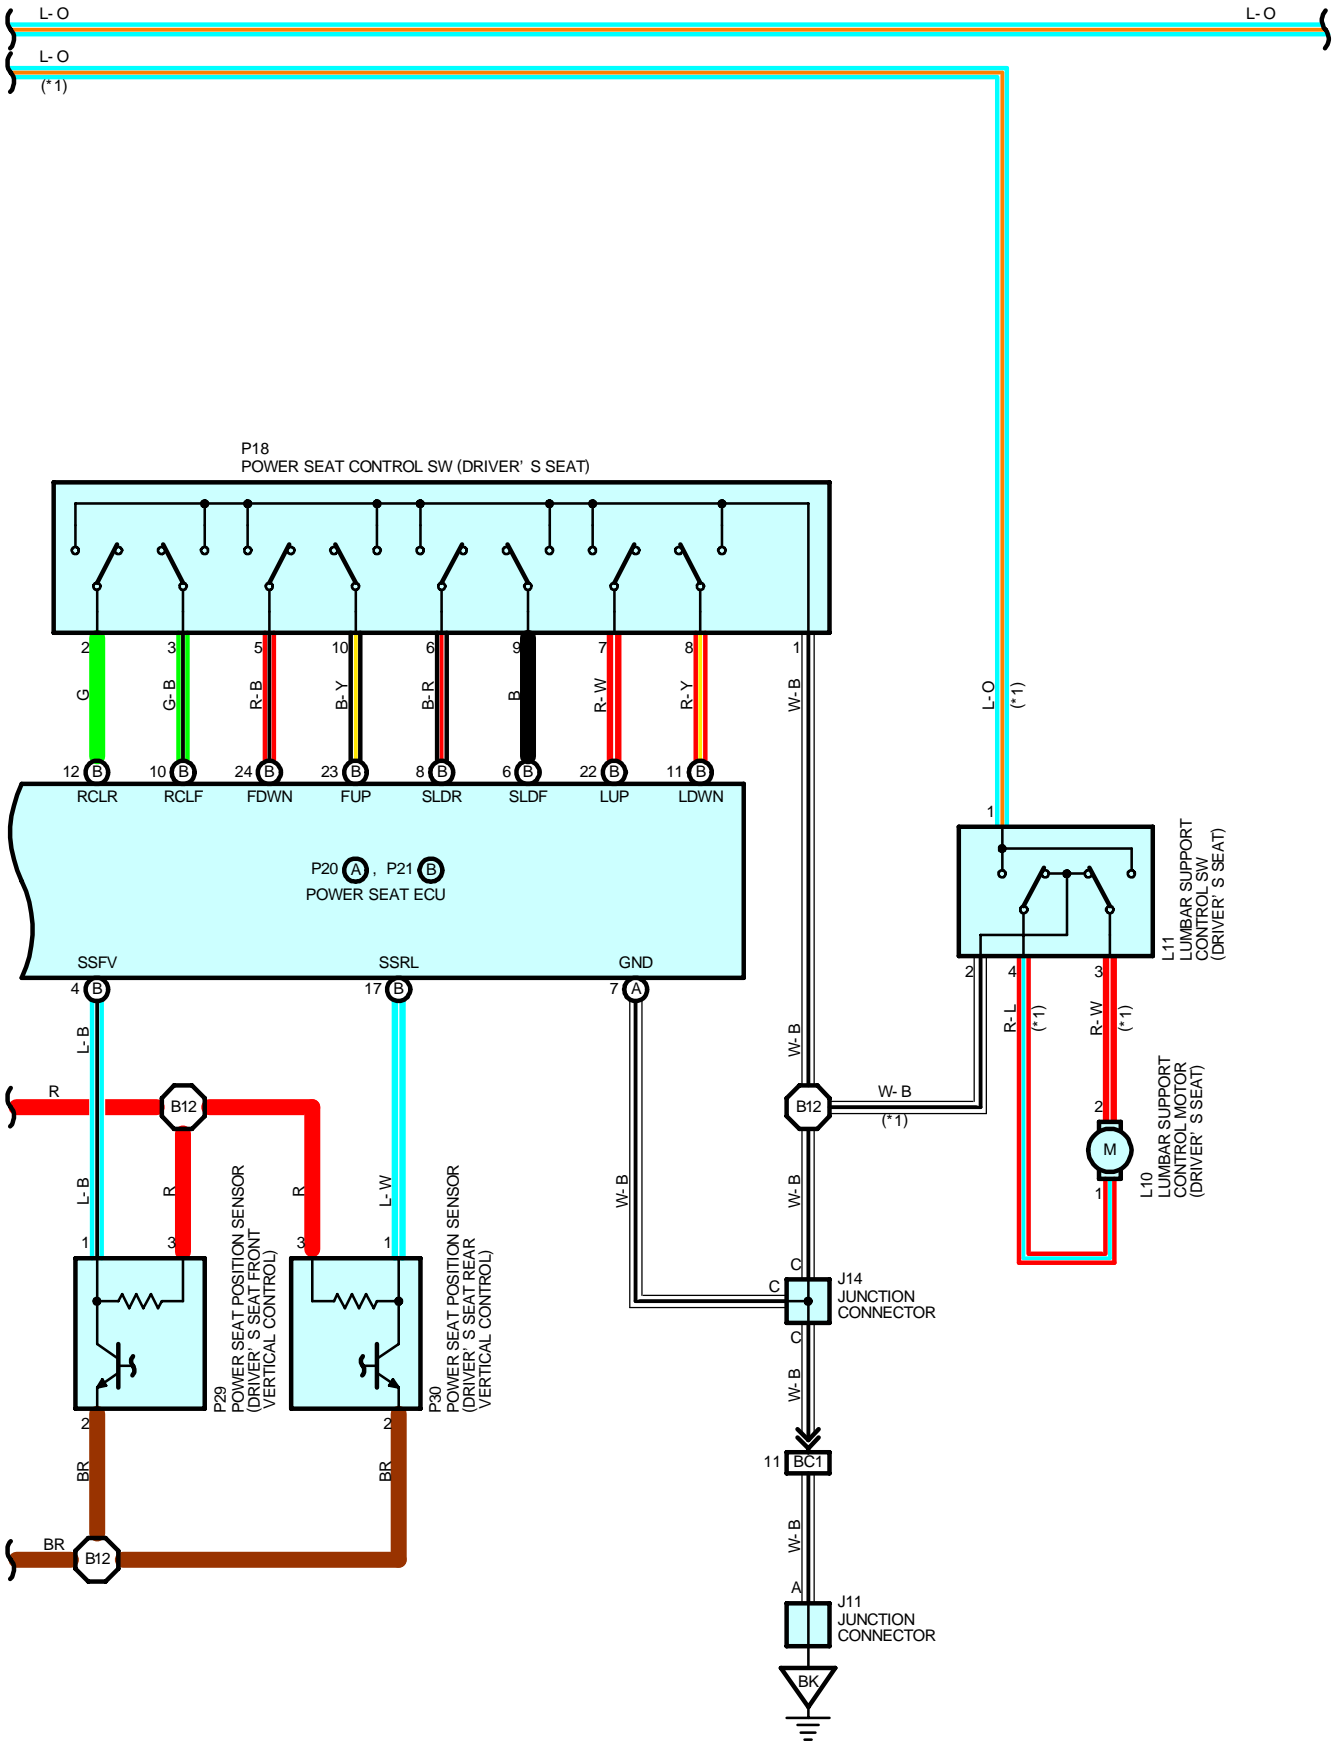 L- O
L- O
L- O
(*1)
P18
POWER SEAT CONTROL SW (DRIVER' S SEAT)
2
3
5
10
6
9
7
8
1
G
G- B
R- B
B- Y
B- R
B
R- W
R- Y
W- B
L- O
(*1)
12 B
10 B
24 B
23 B
8 B
6 B
22 B
11 B
RCLR
RCLF
FDWN
FUP
SLDR
SLDF
LUP
LDWN
1
P20 A , P21 B
POWER SEAT ECU
L11
LUMBAR SUPPORT
CONTROL SW
(DRIVER' S SEAT)
SSFV
SSRL
GND
4 B
17 B
7 A
2
4
3
L- B
W- B
R- L
(*1)
R- W
(*1)
R
B12
B12
W- B
(*1)
2
M
1
L10
LUMBAR SUPPORT
CONTROL MOTOR
(DRIVER' S SEAT)
L- B
R
R
L- W
W- B
W- B
1
3
3
1
P29
POWER SEAT POSITION SENSOR
(DRIVER' S SEAT FRONT
VERTICAL CONTROL)
P30
POWER SEAT POSITION SENSOR
(DRIVER' S SEAT REAR
VERTICAL CONTROL)
C
C
C
J14
JUNCTION
CONNECTOR
W- B
2
2
BR
BR
11 BC1
W- B
BR
B12
A
J11
JUNCTION
CONNECTOR
BK